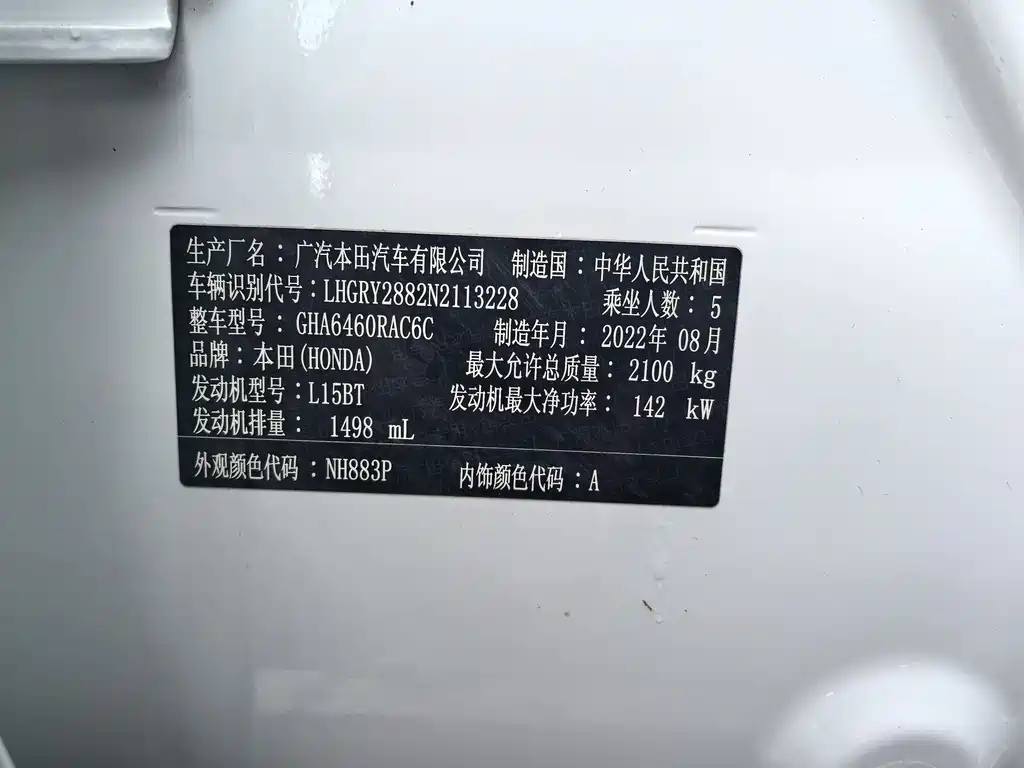 生产厂名：广汽本田汽车有限公司 制造国：中华人民共和国
车辆识别代号：LHGRY2882N2113228 乘坐人数：5
整车型号：GHA6460RAC6C 制造年月：2022年 08月
品牌：本田(HONDA) 最大允许总质量：2100 kg
发动机型号：L15BT 发动机最大净功率：142 kW
发动机排量：1498 mL
外观颜色代码：NH883P 内饰颜色代码：A